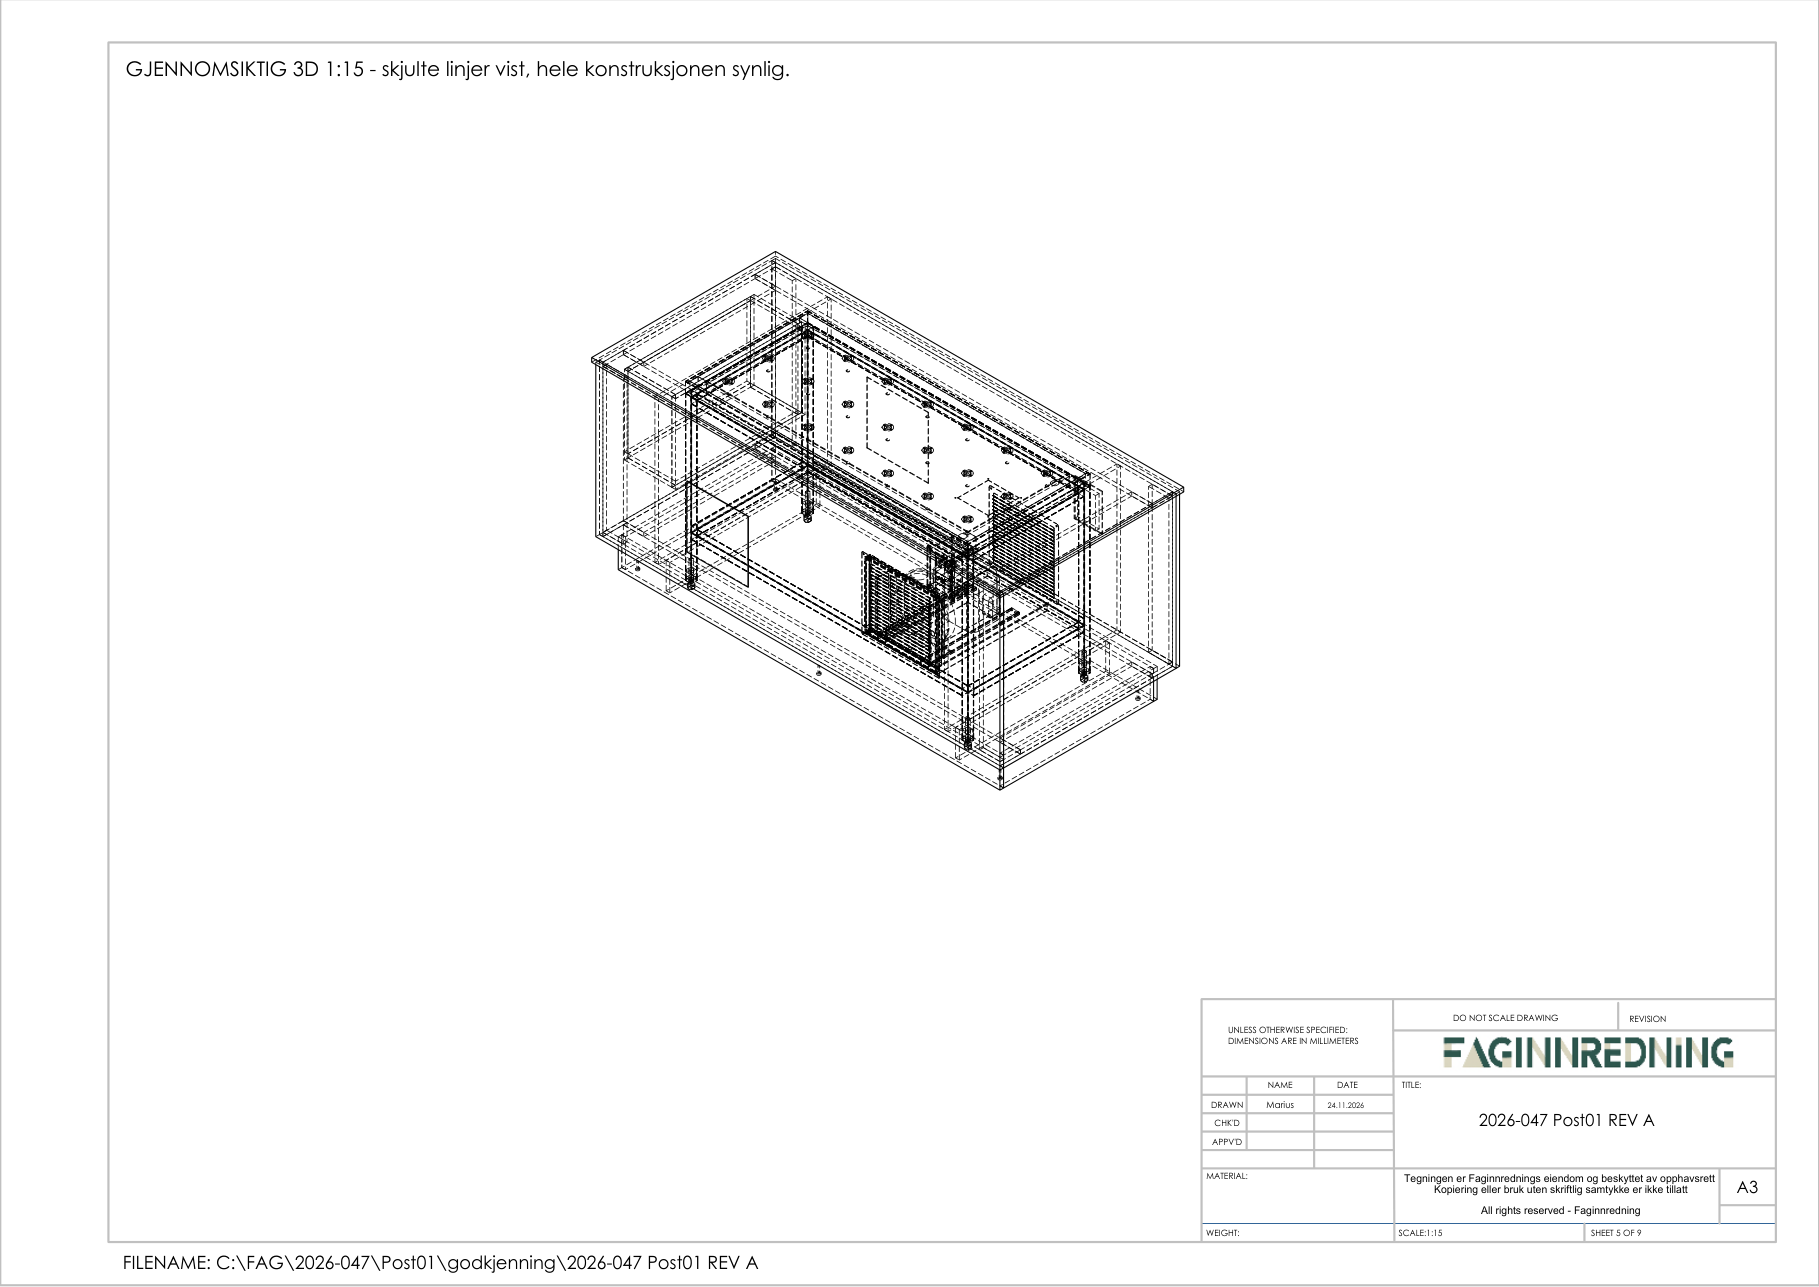 GJENNOMSIKTIG 3D 1:15 - skjulte linjer vist, hele konstruksjonen synlig.
UNLESS OTHERWISE SPECIFIED:
DIMENSIONS ARE IN MILLIMETERS
DO NOT SCALE DRAWING
REVISION
FAGINNREDNING
NAME
DATE
DRAWN
Marius
24.11.2026
CHK'D
APPV'D
TITLE:
2026-047 Post01 REV A
MATERIAL:
Tegningen er Faginnrednings eiendom og beskyttet av opphavsrett
Kopiering eller bruk uten skriftlig samtykke er ikke tillatt
All rights reserved - Faginnredning
A3
WEIGHT:
SCALE:1:15
SHEET 5 OF 9
FILENAME: C:\FAG\2026-047\Post01\godkjenning\2026-047 Post01 REV A